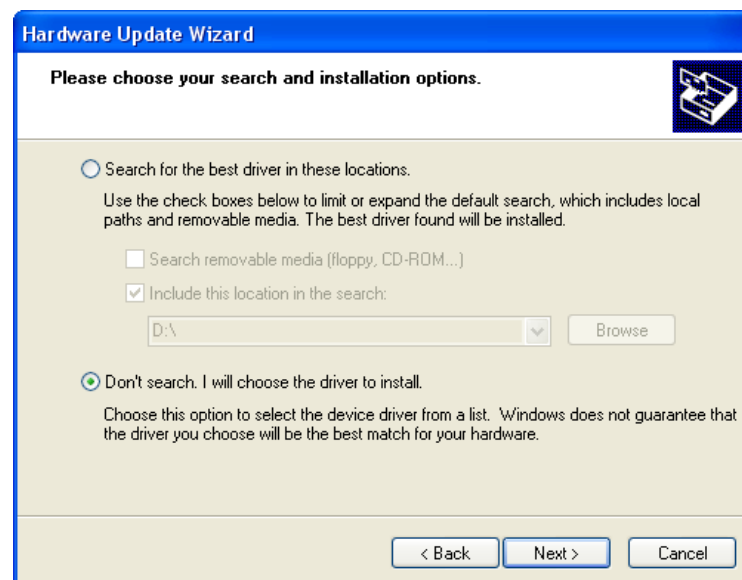 Hardware Update Wizard
Please choose your search and installation options.
Search for the best driver in these locations.
Use the check boxes below to limit or expand the default search, which includes local
paths and removable media. The best driver found will be installed.
Search removable media (floppy, CD-ROM...)
Include this location in the search:
D:\
Browse
Don't search. I will choose the driver to install.
Choose this option to select the device driver from a list. Windows does not guarantee that
the driver you choose will be the best match for your hardware.
< Back Next > Cancel